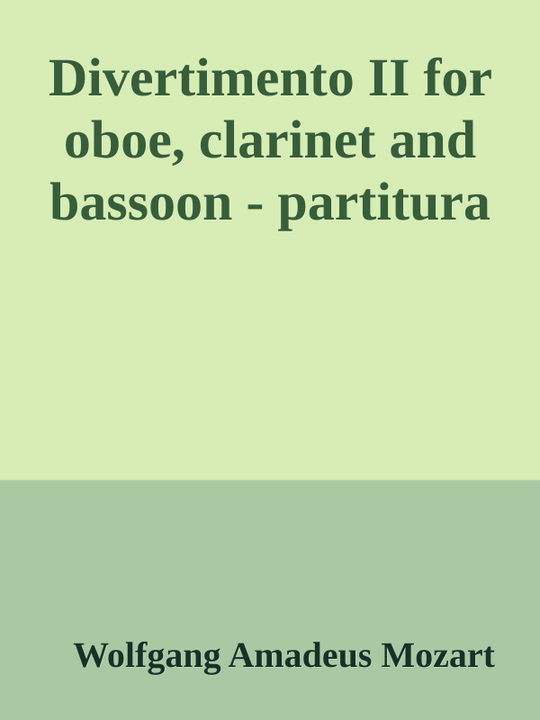 Divertimento II for
oboe, clarinet and
bassoon - partitura
Wolfgang Amadeus Mozart